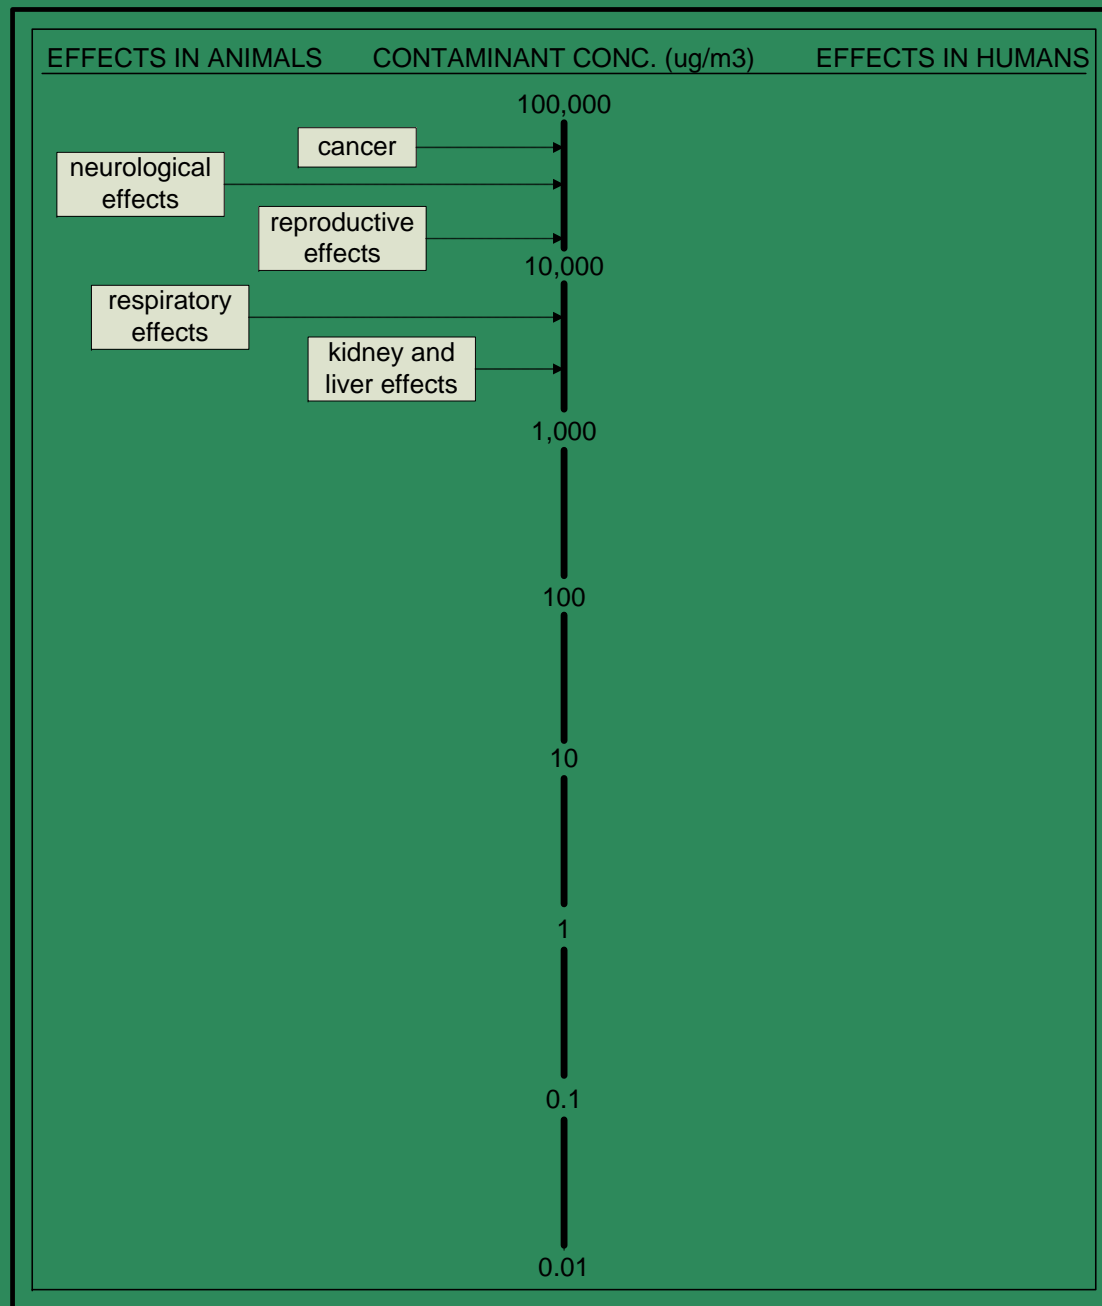 EFFECTS IN ANIMALS CONTAMINANT CONC. (ug/m3) EFFECTS IN HUMANS
100,000
cancer
neurological
effects
reproductive
effects
10,000
respiratory
effects
kidney and
liver effects
1,000
100
10
1
0.1
0.01